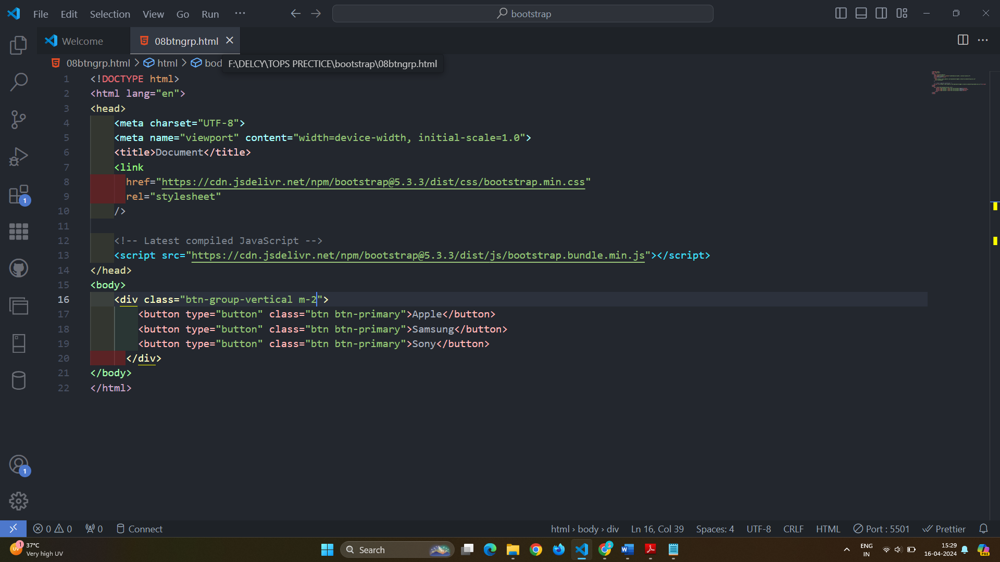 File Edit Selection View Go Run ··· bootstrap
Welcome 08btngrp.html
08btngrp.html > html > bod F:\DELCY\TOPS PRECTICE\bootstrap\08btngrp.html
1 <!DOCTYPE html>
2 <html lang="en">
3 <head>
4 <meta charset="UTF-8">
5 <meta name="viewport" content="width=device-width, initial-scale=1.0">
6 <title>Document</title>
7 <link
8 href="https://cdn.jsdelivr.net/npm/bootstrap@5.3.3/dist/css/bootstrap.min.css"
9 rel="stylesheet"
10 />
11
12 <!-- Latest compiled JavaScript -->
13 <script src="https://cdn.jsdelivr.net/npm/bootstrap@5.3.3/dist/js/bootstrap.bundle.min.js"></script>
14 </head>
15 <body>
16 <div class="btn-group-vertical m-2">
17 <button type="button" class="btn btn-primary">Apple</button>
18 <button type="button" class="btn btn-primary">Samsung</button>
19 <button type="button" class="btn btn-primary">Sony</button>
20 </div>
21 </body>
22 </html>
1
1
0 0 0 Connect html › body › div Ln 16, Col 39 Spaces: 4 UTF-8 CRLF HTML Port : 5501 Prettier
UV 1 37°C
Very high UV
Search
ENG
IN
15:29
16-04-2024
PRE